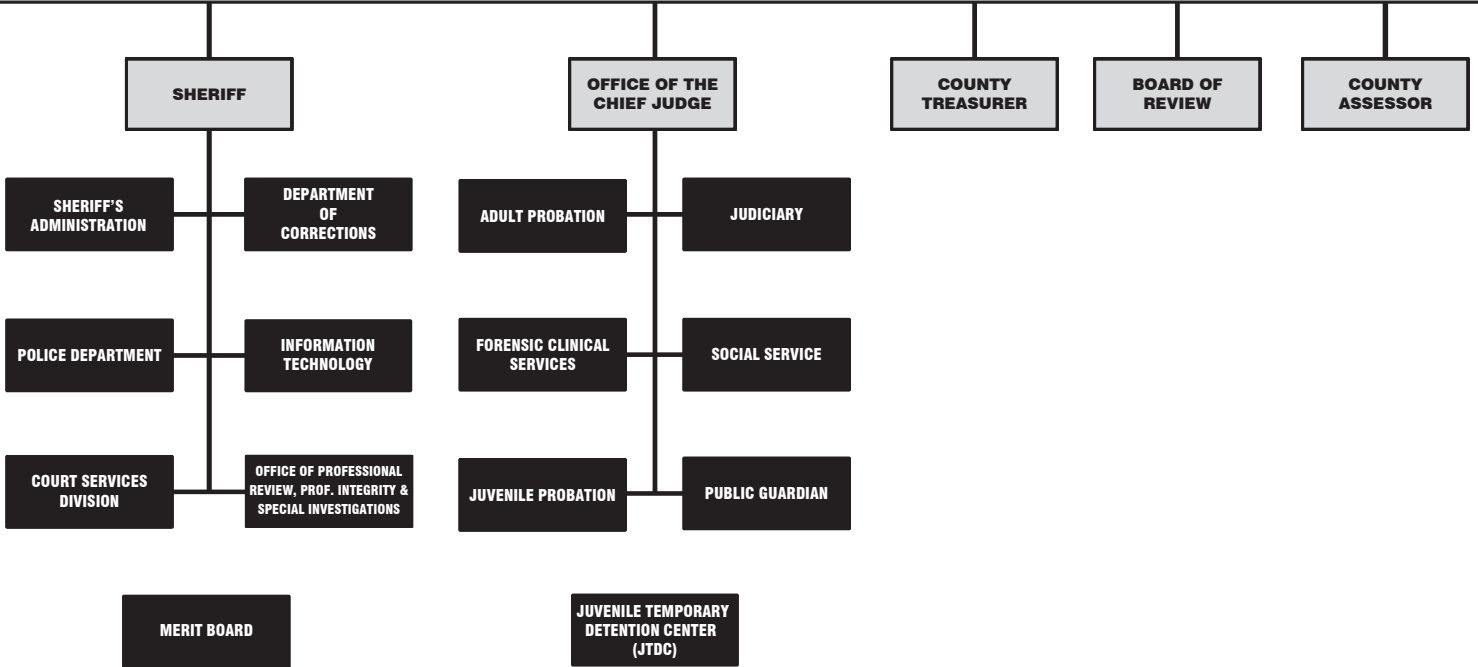 SHERIFF
OFFICE OF THE
CHIEF JUDGE
COUNTY
TREASURER
BOARD OF
REVIEW
COUNTY
ASSESSOR
SHERIFF'S
ADMINISTRATION
DEPARTMENT
OF
CORRECTIONS
ADULT PROBATION
JUDICIARY
POLICE DEPARTMENT
INFORMATION
TECHNOLOGY
FORENSIC CLINICAL
SERVICES
SOCIAL SERVICE
COURT SERVICES
DIVISION
OFFICE OF PROFESSIONAL
REVIEW, PROF. INTEGRITY &
SPECIAL INVESTIGATIONS
JUVENILE PROBATION
PUBLIC GUARDIAN
MERIT BOARD
JUVENILE TEMPORARY
DETENTION CENTER
(JTDC)